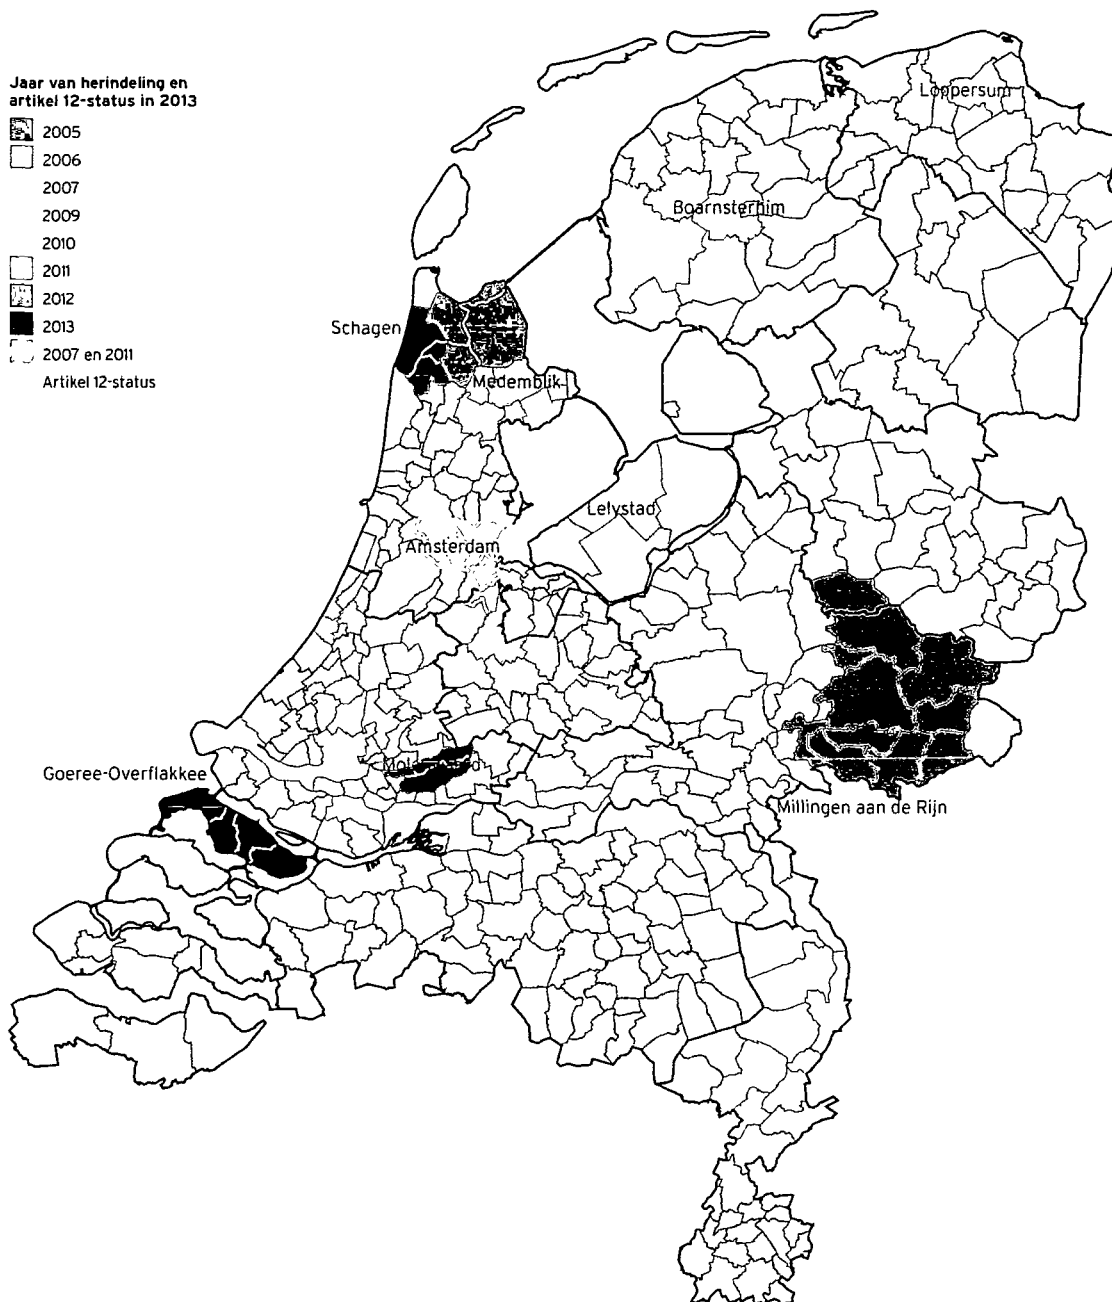 Jaar van herindeling en
artikel 12-status in 2013
2005
2006
2007
2009
2010
2011
2012
2013
2007 en 2011
Artikel 12-status
Loppersum
Boarnsterhim
Schagen
Medemblik
Lelystad
Amsterdam
Goeree-Overflakkee
Millingen aan de Rijn